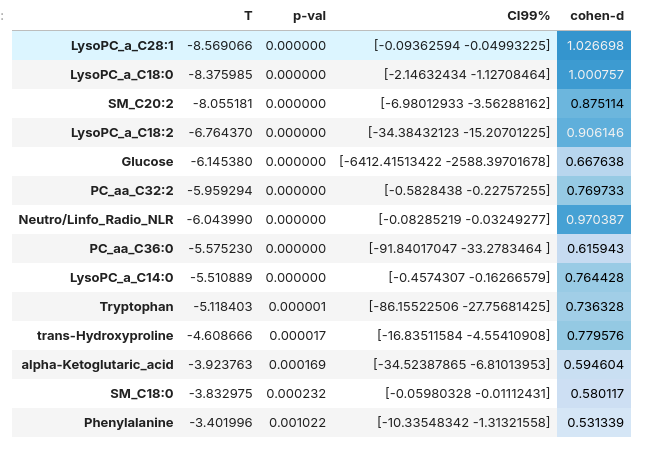 :
T p-val CI99% cohen-d
LysoPC_a_C28:1 -8.569066 0.000000 [-0.09362594 -0.04993225] 1.026698
LysoPC_a_C18:0 -8.375985 0.000000 [-2.14632434 -1.12708464] 1.000757
SM_C20:2 -8.055181 0.000000 [-6.98012933 -3.56288162] 0.875114
LysoPC_a_C18:2 -6.764370 0.000000 [-34.38432123 -15.20701225] 0.906146
Glucose -6.145380 0.000000 [-6412.41513422 -2588.39701678] 0.667638
PC_aa_C32:2 -5.959294 0.000000 [-0.5828438 -0.22757255] 0.769733
Neutro/Linfo_Radio_NLR -6.043990 0.000000 [-0.08285219 -0.03249277] 0.970387
PC_aa_C36:0 -5.575230 0.000000 [-91.84017047 -33.2783464 ] 0.615943
LysoPC_a_C14:0 -5.510889 0.000000 [-0.4574307 -0.16266579] 0.764428
Tryptophan -5.118403 0.000001 [-86.15522506 -27.75681425] 0.736328
trans-Hydroxyproline -4.608666 0.000017 [-16.83511584 -4.55410908] 0.779576
alpha-Ketoglutaric_acid -3.923763 0.000169 [-34.52387865 -6.81013953] 0.594604
SM_C18:0 -3.832975 0.000232 [-0.05980328 -0.01112431] 0.580117
Phenylalanine -3.401996 0.001022 [-10.33548342 -1.31321558] 0.531339